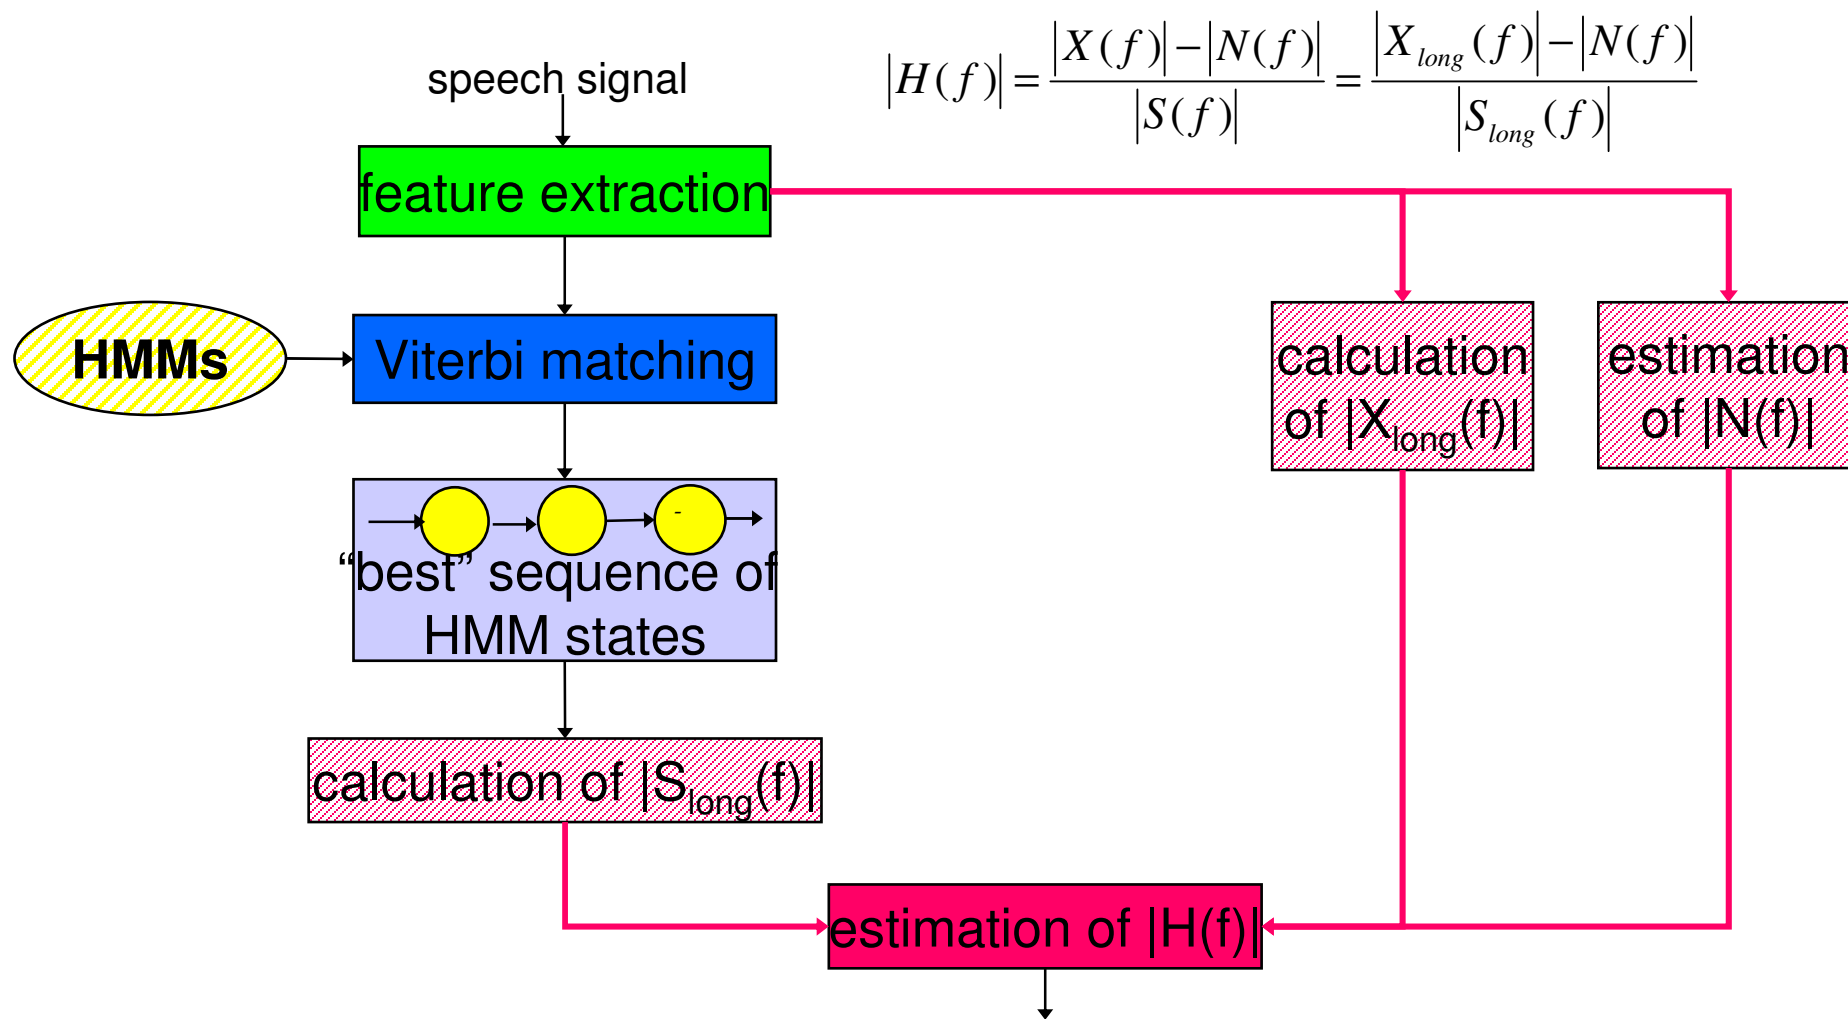 speech signal
|H(f)| = |X(f)| − |N(f)| / |S(f)| = |X_long(f)| − |N(f)| / |S_long(f)|
feature extraction
HMMs
Viterbi matching
calculation
of |X_long(f)|
estimation
of |N(f)|
-
“best” sequence of
HMM states
calculation of |S_long(f)|
estimation of |H(f)|